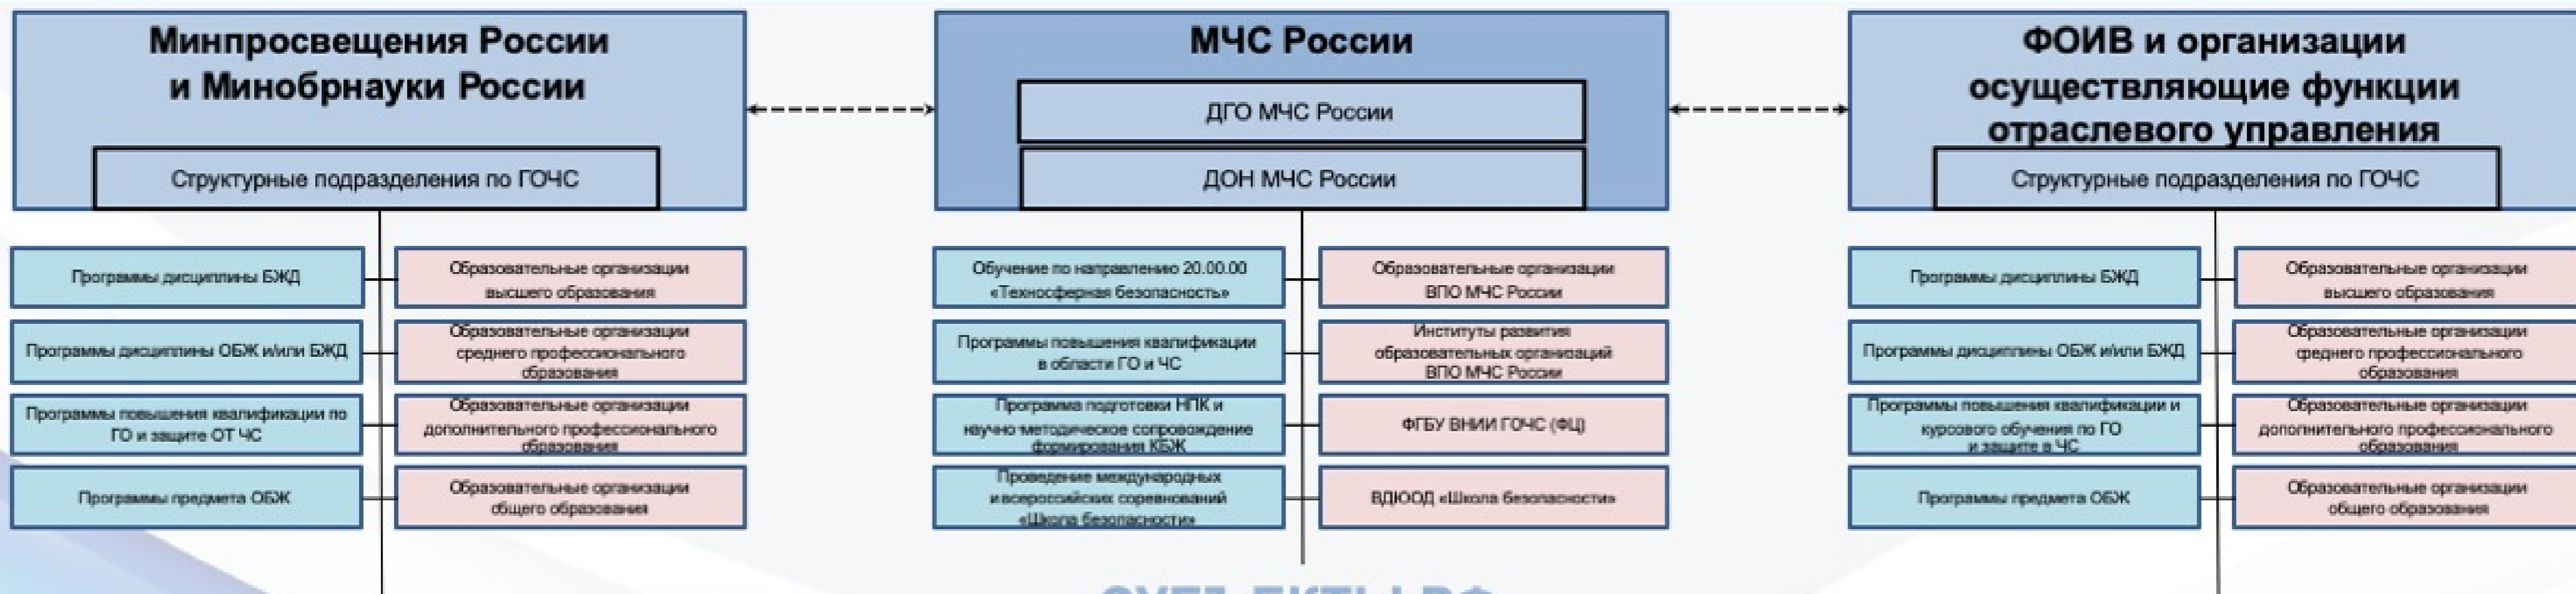 Минпросвещения России
и Минобрнауки России
Структурные подразделения по ГОЧС
Программы дисциплины БЖД
Образовательные организации
высшего образования
Программы дисциплины ОБЖ и/или БЖД
Образовательные организации
среднего профессионального
образования
Программы повышения квалификации по
ГО и защите ОТ ЧС
Образовательные организации
дополнительного профессионального
образования
Программы предмета ОБЖ
Образовательные организации
общего образования
МЧС России
ДГО МЧС России
ДОН МЧС России
Обучение по направлению 20.00.00
«Техносферная безопасность»
Образовательные организации
ВПО МЧС России
Программы повышения квалификации
в области ГО и ЧС
Институты развития
образовательных организаций
ВПО МЧС России
Программа подготовки НПК и
научно-методическое сопровождение
формирования КБЖ
ФГБУ ВНИИ ГОЧС (ФЦ)
Проведение международных
и всероссийских соревнований
«Школа безопасности»
ВДЮОД «Школа безопасности»
ФОИВ и организации
осуществляющие функции
отраслевого управления
Структурные подразделения по ГОЧС
Программы дисциплины БЖД
Образовательные организации
высшего образования
Программы дисциплины ОБЖ и/или БЖД
Образовательные организации
среднего профессионального
образования
Программы повышения квалификации и
курсового обучения по ГО
и защите в ЧС
Образовательные организации
дополнительного профессионального
образования
Программы предмета ОБЖ
Образовательные организации
общего образования
СУБЪЕКТЫ РФ